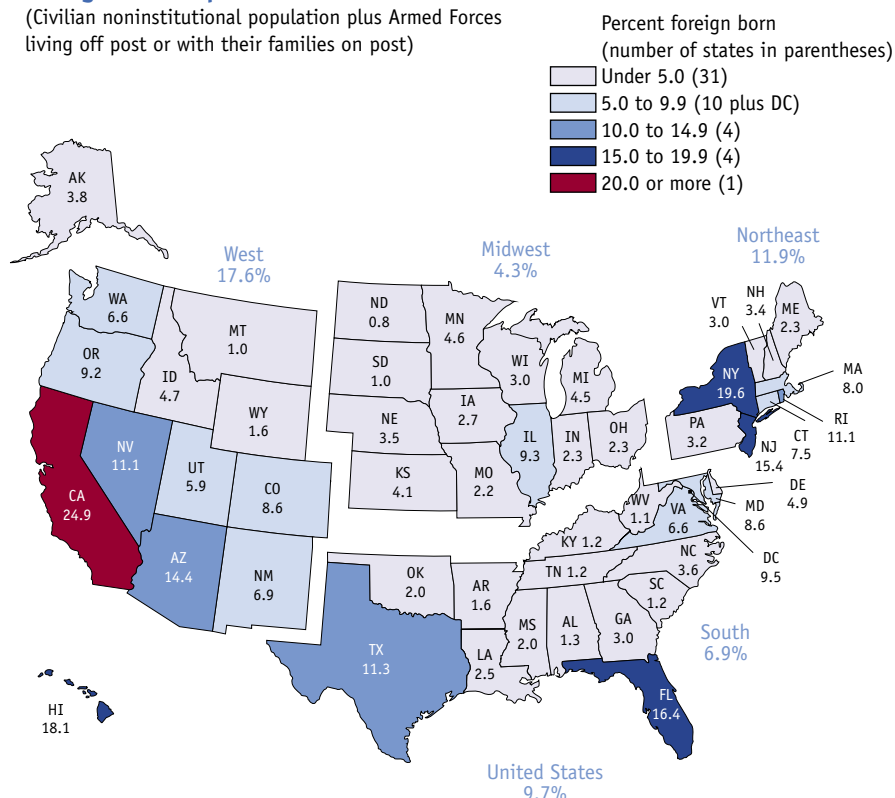 (Civilian noninstitutional population plus Armed Forces
living off post or with their families on post)
Percent foreign born
(number of states in parentheses)
Under 5.0 (31)
5.0 to 9.9 (10 plus DC)
10.0 to 14.9 (4)
15.0 to 19.9 (4)
20.0 or more (1)
AK
3.8
West
17.6%
Midwest
4.3%
Northeast
11.9%
WA
6.6
OR
9.2
ID
4.7
MT
1.0
WY
1.6
ND
0.8
SD
1.0
NE
3.5
KS
4.1
MN
4.6
IA
2.7
MO
2.2
WI
3.0
IL
9.3
MI
4.5
IN
2.3
OH
2.3
VT
3.0
NH
3.4
ME
2.3
NY
19.6
MA
8.0
RI
11.1
CT
7.5
PA
3.2
NJ
15.4
DE
4.9
MD
8.6
DC
9.5
CA
24.9
NV
11.1
UT
5.9
CO
8.6
AZ
14.4
NM
6.9
OK
2.0
TX
11.3
AR
1.6
LA
2.5
MS
2.0
AL
1.3
GA
3.0
FL
16.4
SC
1.2
NC
3.6
TN 1.2
KY 1.2
WV
1.1
VA
6.6
South
6.9%
HI
18.1
United States
9.7%